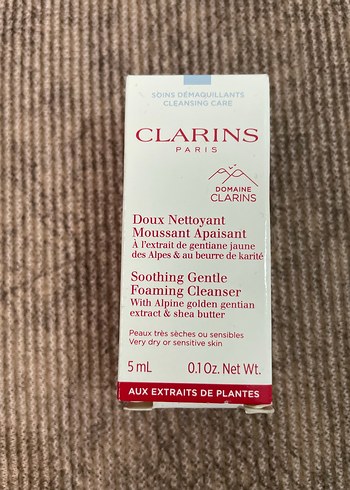 SOINS DÉMAQUILLANTS
CLEANSING CARE
CLARINS
PARIS
DOMAINE
CLARINS
Doux Nettoyant
Moussant Apaisant
À l'extrait de gentiane jaune
des Alpes & au beurre de karité
Soothing Gentle
Foaming Cleanser
With Alpine golden gentian
extract & shea butter
Peaux très sèches ou sensibles
Very dry or sensitive skin
5 mL 0.1 Oz. Net Wt.
AUX EXTRAITS DE PLANTES